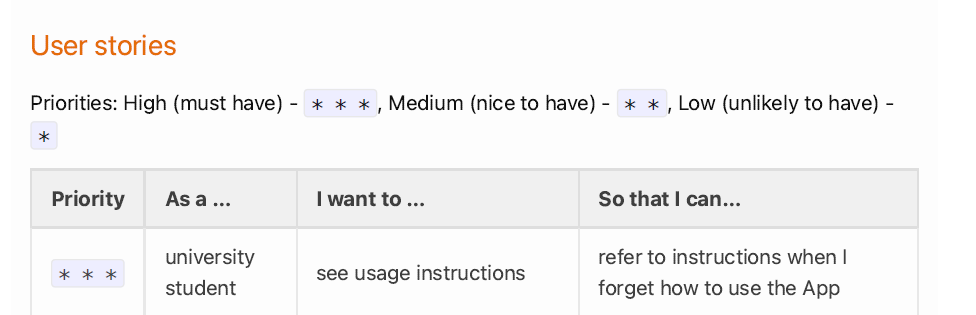 User stories
Priorities: High (must have) - * * *, Medium (nice to have) - * *, Low (unlikely to have) -
*
Priority As a ... I want to ... So that I can...
* * * university student see usage instructions refer to instructions when I forget how to use the App